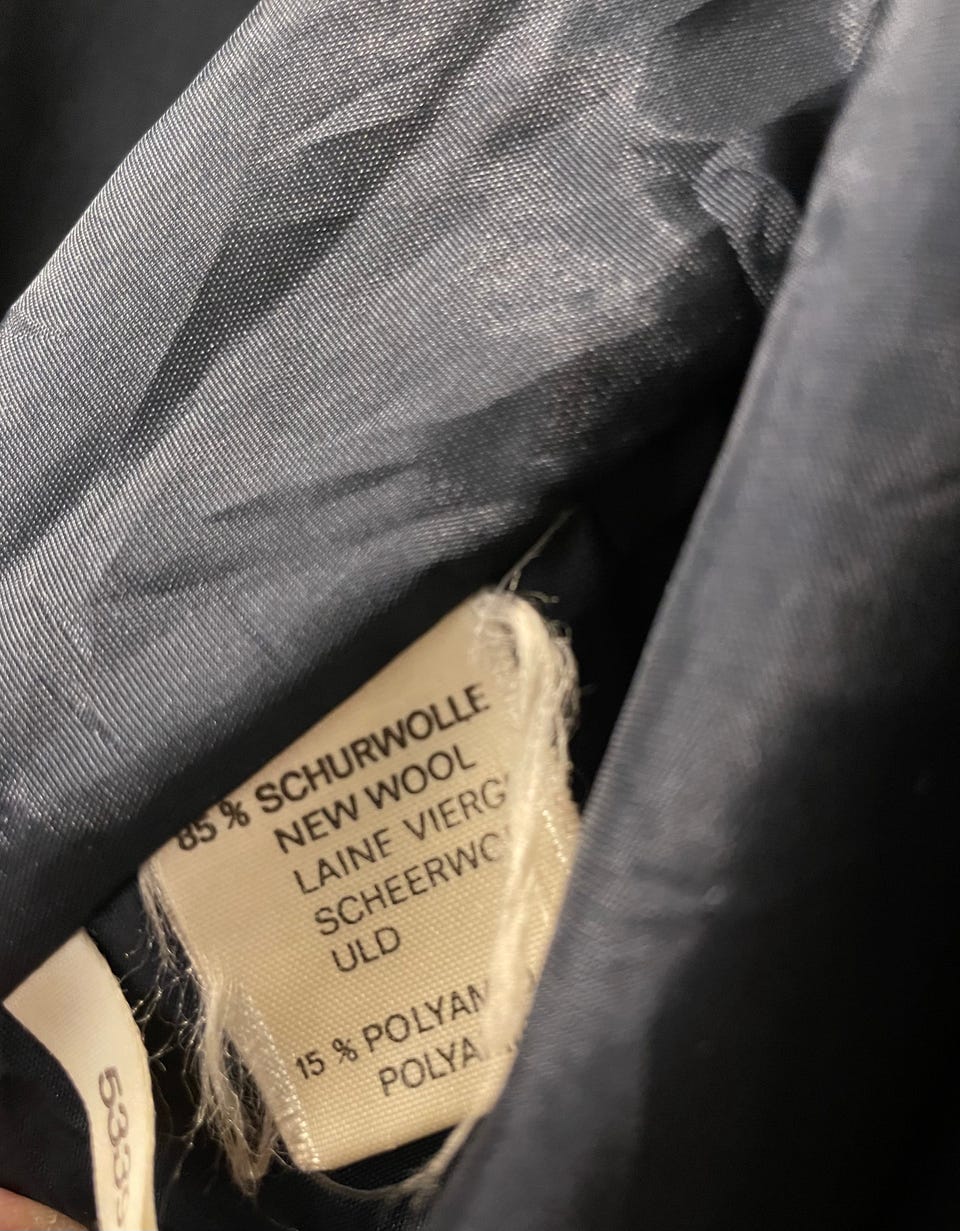 85 % SCHURWOLLE
NEW WOOL
LAINE VIERG
SCHEERWO
ULD
15 % POLYAM
POLYA
533